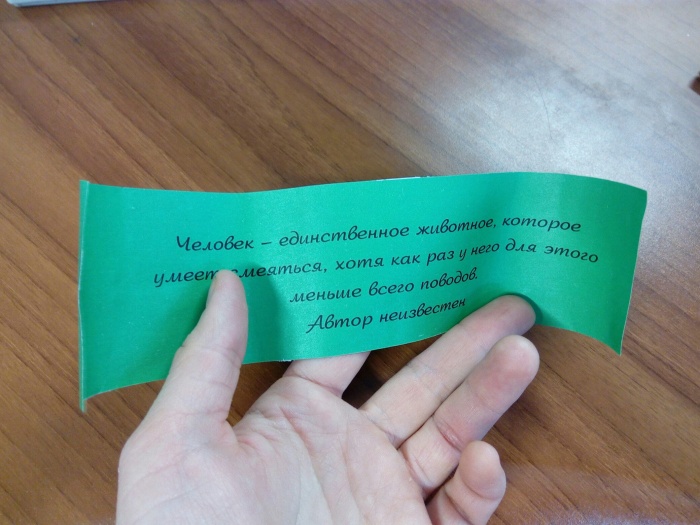 Человек – единственное животное, которое
умеет смеяться, хотя как раз у него для этого
меньше всего поводов.
Автор неизвестен